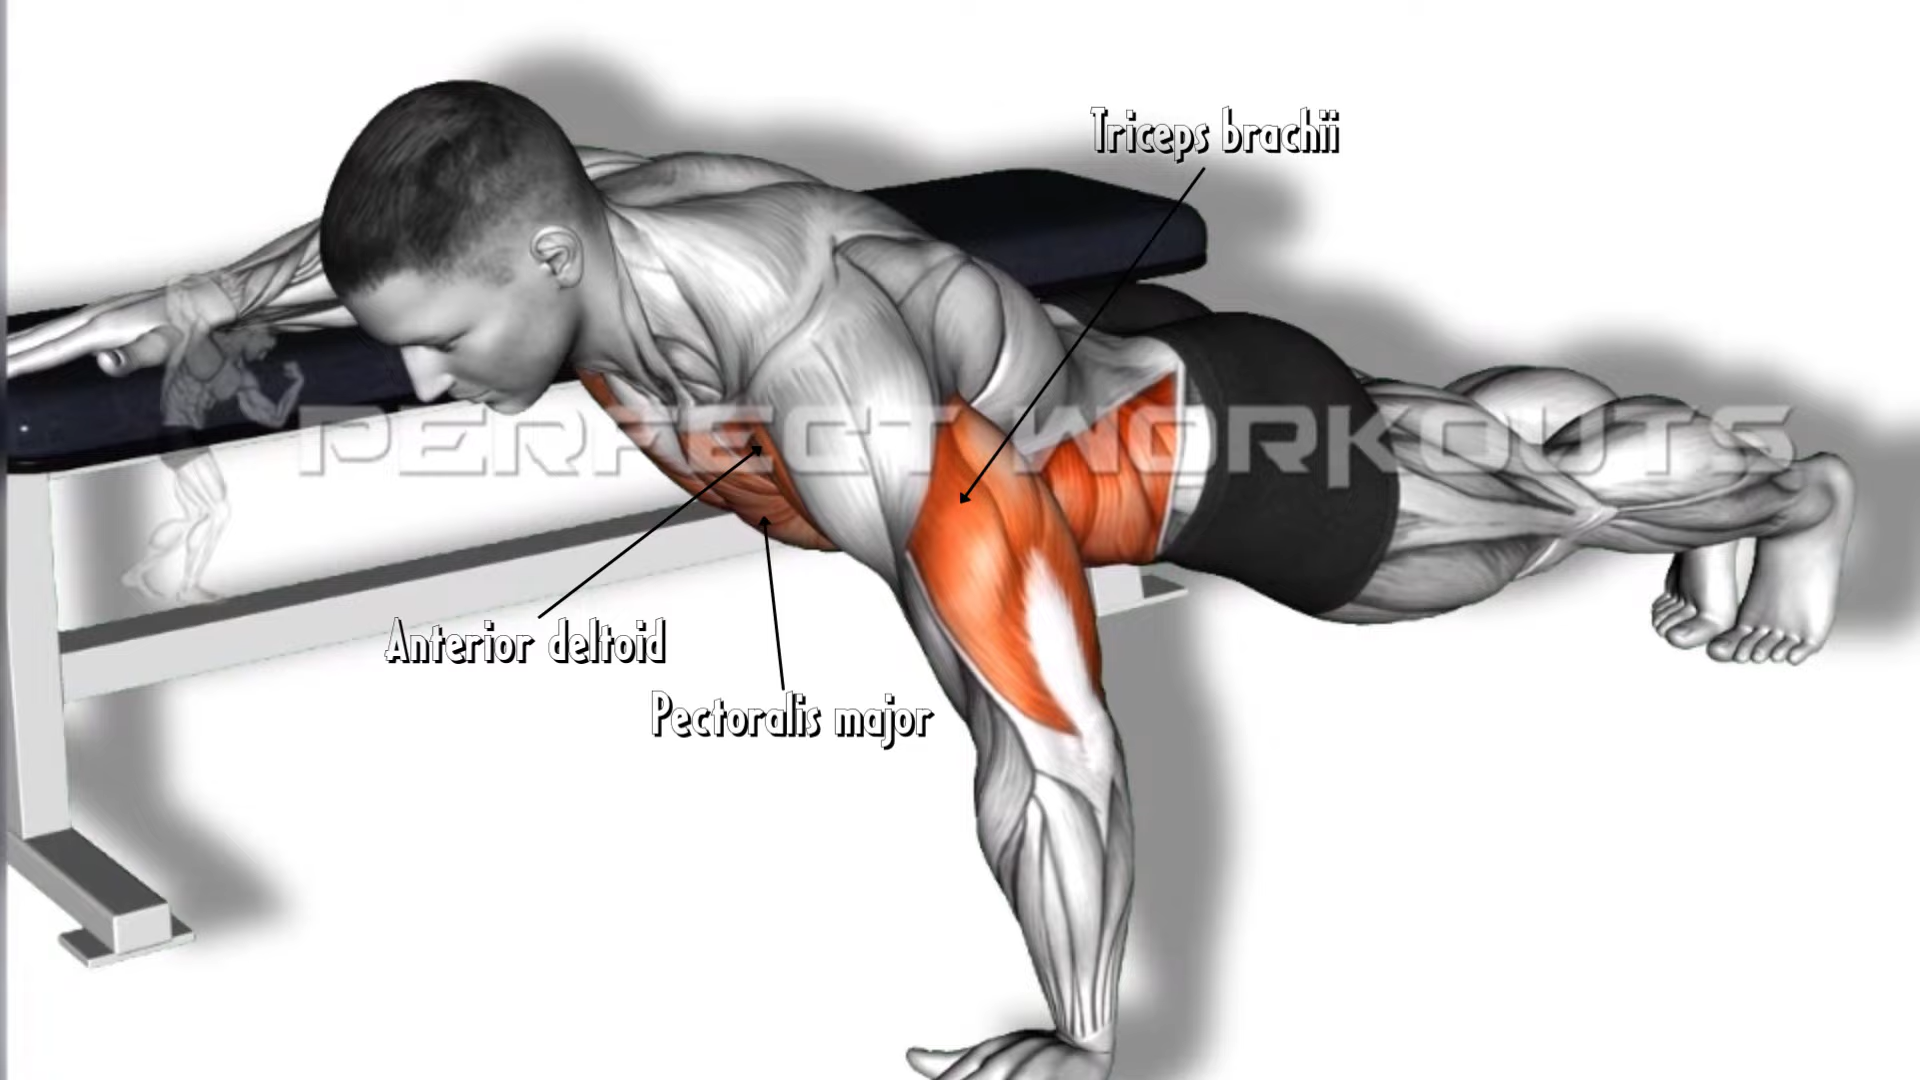 Triceps brachii
PERFECT WORKOUTS
Anterior deltoid
Pectoralis major